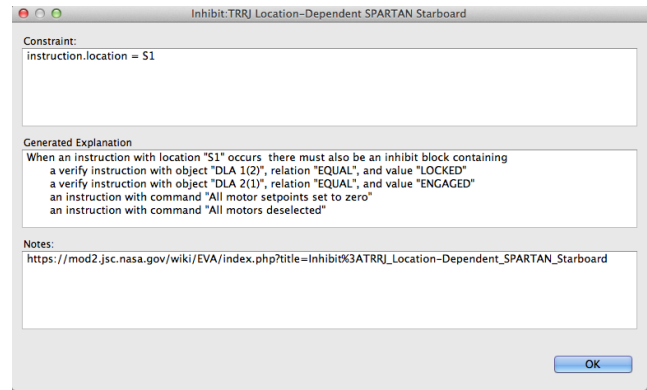 Inhibit:TRRJ Location-Dependent SPARTAN Starboard
Constraint:
instruction.location = S1
Generated Explanation
When an instruction with location "S1" occurs  there must also be an inhibit block containing
a verify instruction with object "DLA 1(2)", relation "EQUAL", and value "LOCKED"
a verify instruction with object "DLA 2(1)", relation "EQUAL", and value "ENGAGED"
an instruction with command "All motor setpoints set to zero"
an instruction with command "All motors deselected"
Notes:
https://mod2.jsc.nasa.gov/wiki/EVA/index.php?title=Inhibit%3ATRRJ_Location-Dependent_SPARTAN_Starboard
OK